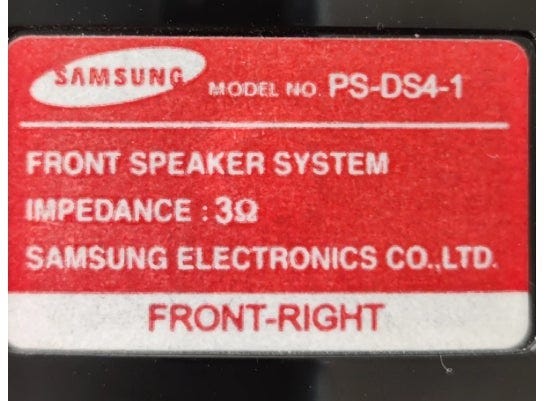 SAMSUNG MODEL NO. PS-DS4-1
FRONT SPEAKER SYSTEM
IMPEDANCE : 3Ω
SAMSUNG ELECTRONICS CO.,LTD.
FRONT-RIGHT